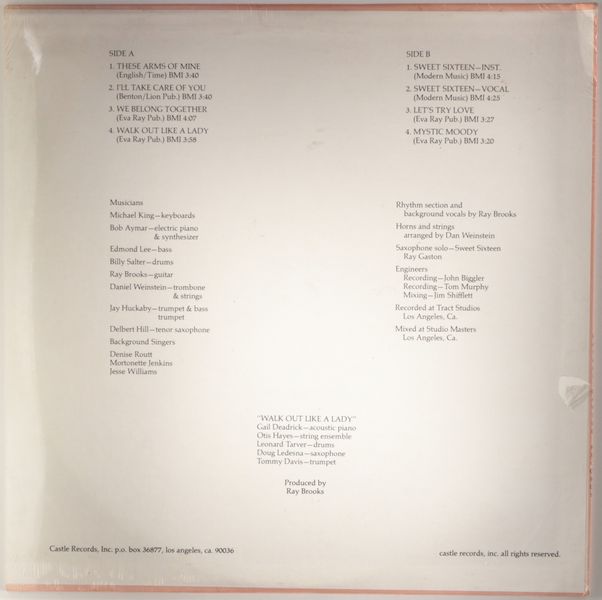 SIDE A
1. THESE ARMS OF MINE
(English/Time) BMI 3:40
2. I'LL TAKE CARE OF YOU
(Benton/Lion Pub.) BMI 3:40
3. WE BELONG TOGETHER
(Eva Ray Pub.) BMI 4:07
4. WALK OUT LIKE A LADY
(Eva Ray Pub.) BMI 3:58
SIDE B
1. SWEET SIXTEEN—INST.
(Modern Music) BMI 4:15
2. SWEET SIXTEEN—VOCAL
(Modern Music) BMI 4:25
3. LET'S TRY LOVE
(Eva Ray Pub.) BMI 3:27
4. MYSTIC MOODY
(Eva Ray Pub.) BMI 3:20
Musicians
Michael King—keyboards
Bob Aymar—electric piano
& synthesizer
Edmond Lee—bass
Billy Salter—drums
Ray Brooks—guitar
Daniel Weinstein—trombone
& strings
Jay Huckaby—trumpet & bass
trumpet
Delbert Hill—tenor saxophone
Background Singers
Denise Routt
Mortonette Jenkins
Jesse Williams
Rhythm section and
background vocals by Ray Brooks
Horns and strings
arranged by Dan Weinstein
Saxophone solo—Sweet Sixteen
Ray Gaston
Engineers
Recording—John Biggler
Recording—Tom Murphy
Mixing—Jim Shifflett
Recorded at Tract Studios
Los Angeles, Ca.
Mixed at Studio Masters
Los Angeles, Ca.
"WALK OUT LIKE A LADY"
Gail Deadrick—acoustic piano
Otis Hayes—string ensemble
Leonard Tarver—drums
Doug Ledesna—saxophone
Tommy Davis—trumpet
Produced by
Ray Brooks
Castle Records, Inc. p.o. box 36877, los angeles, ca. 90036
castle records, inc. all rights reserved.